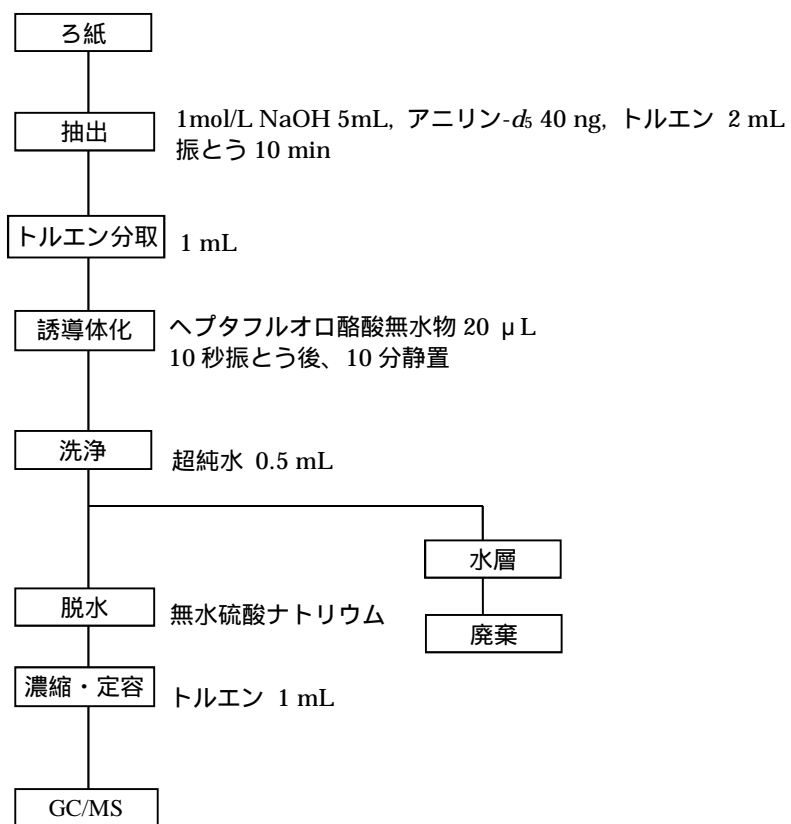 ろ紙
抽出
1mol/L NaOH 5mL, アニリン-d5 40 ng, トルエン 2 mL
振とう 10 min
トルエン分取
1 mL
誘導体化
ヘプタフルオロ酪酸無水物 20 μL
10 秒振とう後、10 分静置
洗浄
超純水 0.5 mL
水層
脱水
無水硫酸ナトリウム
廃棄
濃縮・定容
トルエン 1 mL
GC/MS